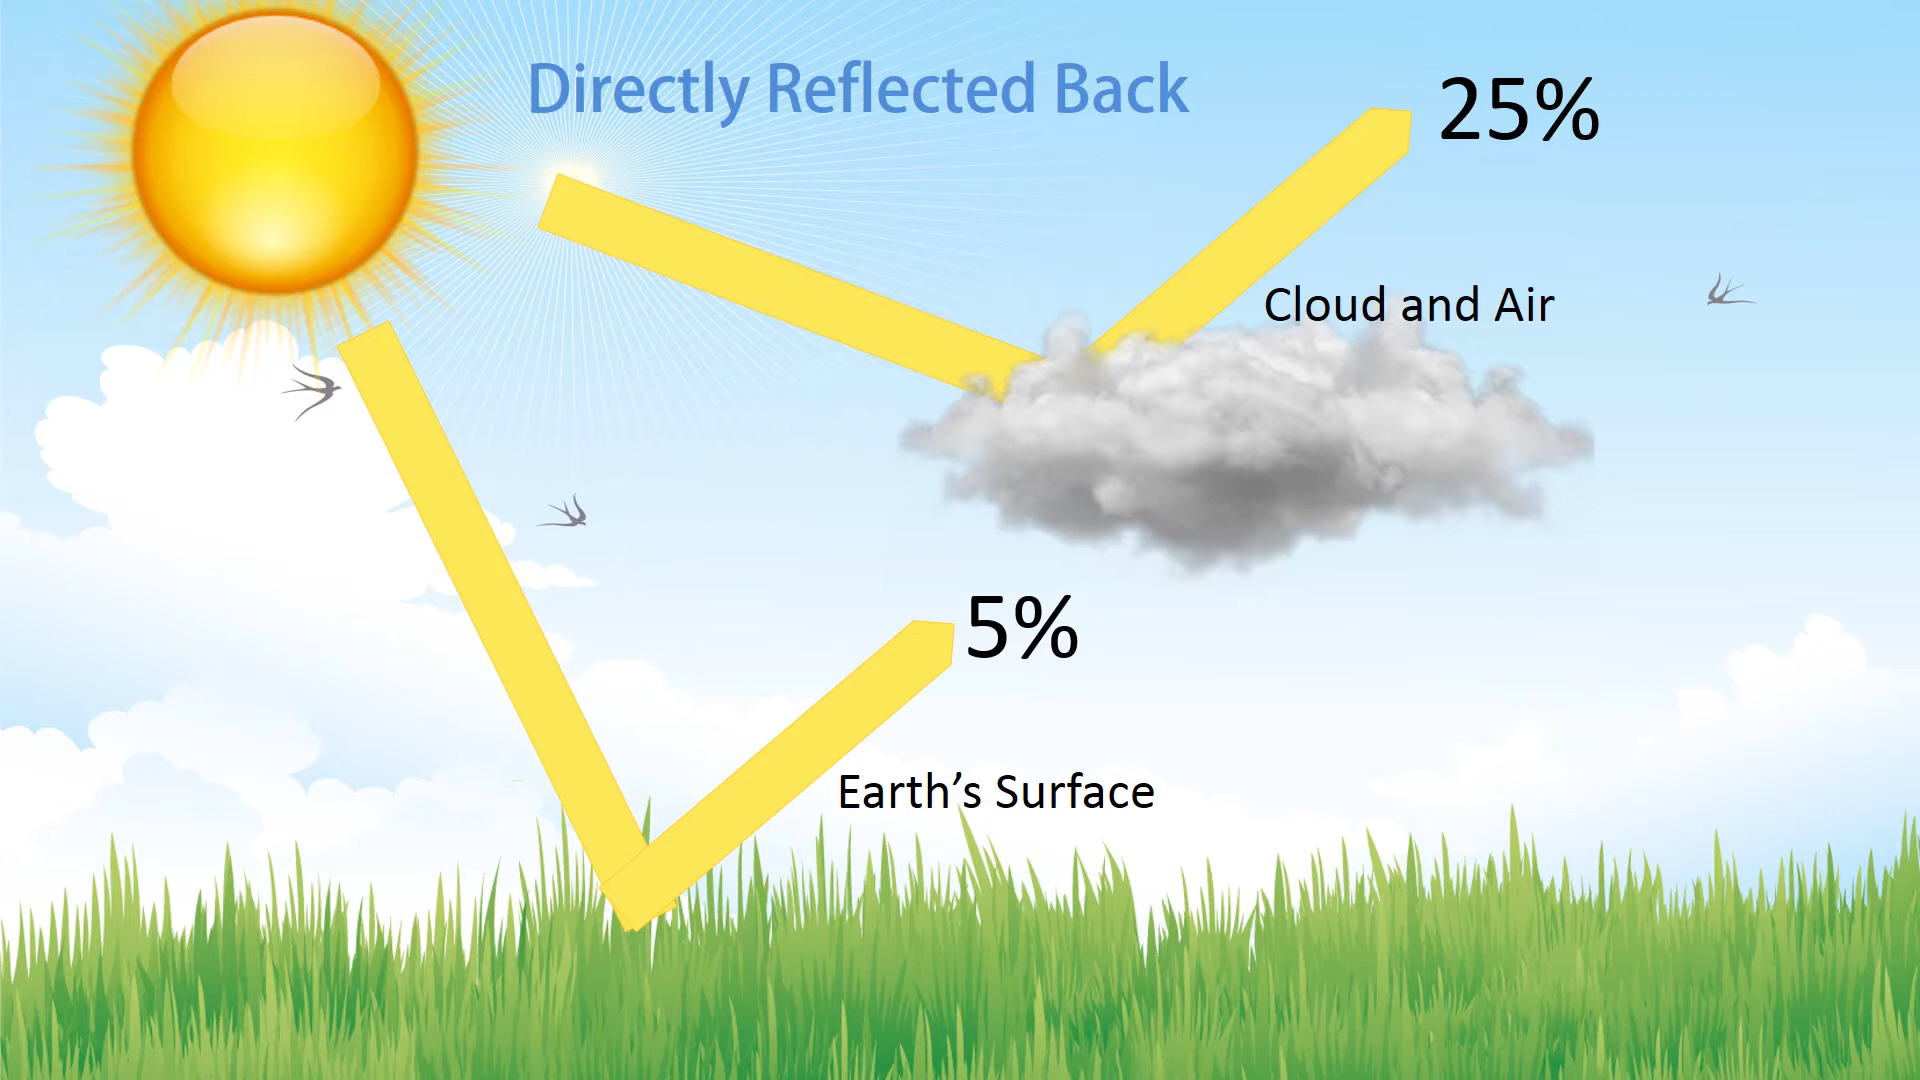 Directly Reflected Back
25%
Cloud and Air
5%
Earth’s Surface